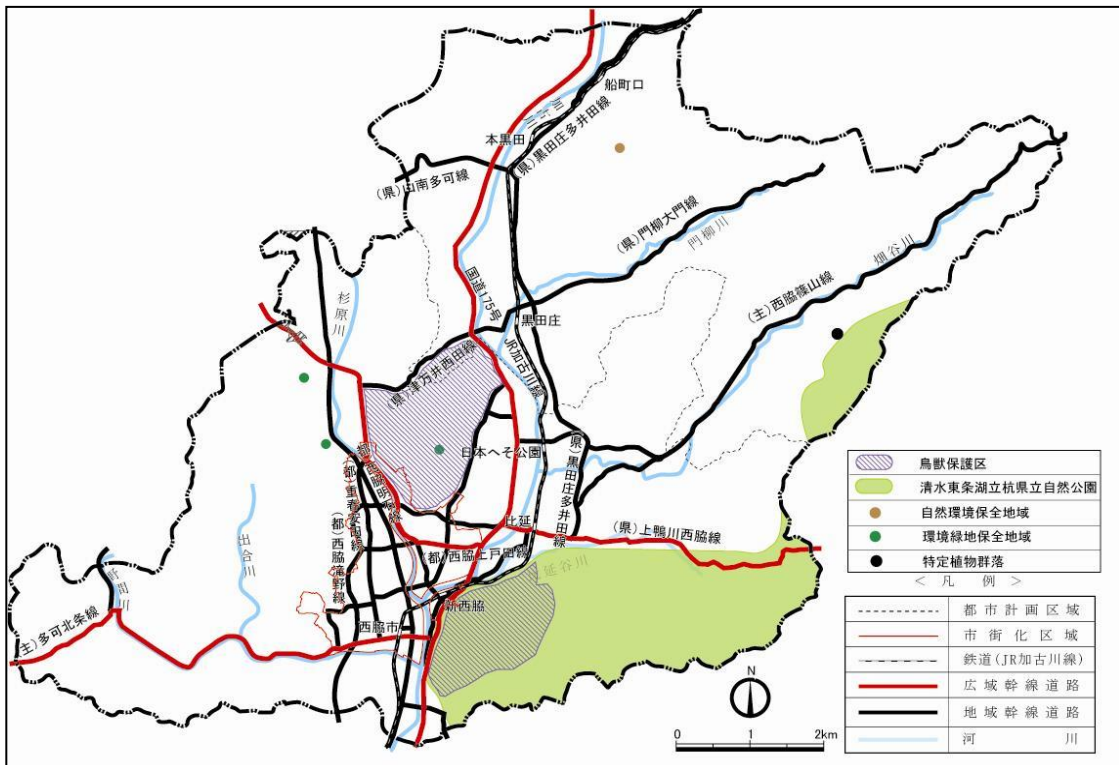 船町口
(県)黒田庄多井田線
本黒田
(県)山南多可線
(県)門柳大門線
門柳川
畑谷川
(主)西脇篠山線
国道175号
杉原川
黒田庄
JR加古川線
(県)津万井西田線
日本へそ公園
(県)黒田庄多井田線
(都)重春安田線
(都)西脇滝野線
比延
(県)上鴨川西脇線
(都)西脇上戸田線
出合川
新西脇
西脇市
(主)多可北条線
鳥獣保護区
清水東条湖立杭県立自然公園
自然環境保全地域
環境緑地保全地域
特定植物群落
< 凡 例 >
都市計画区域
市街化区域
鉄道(JR加古川線)
広域幹線道路
地域幹線道路
河 川
N
0 1 2km